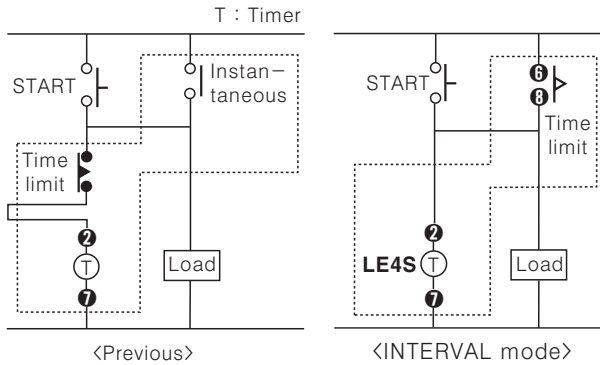 T : Timer
START
Instan-
taneous
Time
limit
2
T
7
Load
<Previous>
START
6
8
Time
limit
2
LE4S T
7
Load
<INTERVAL mode>